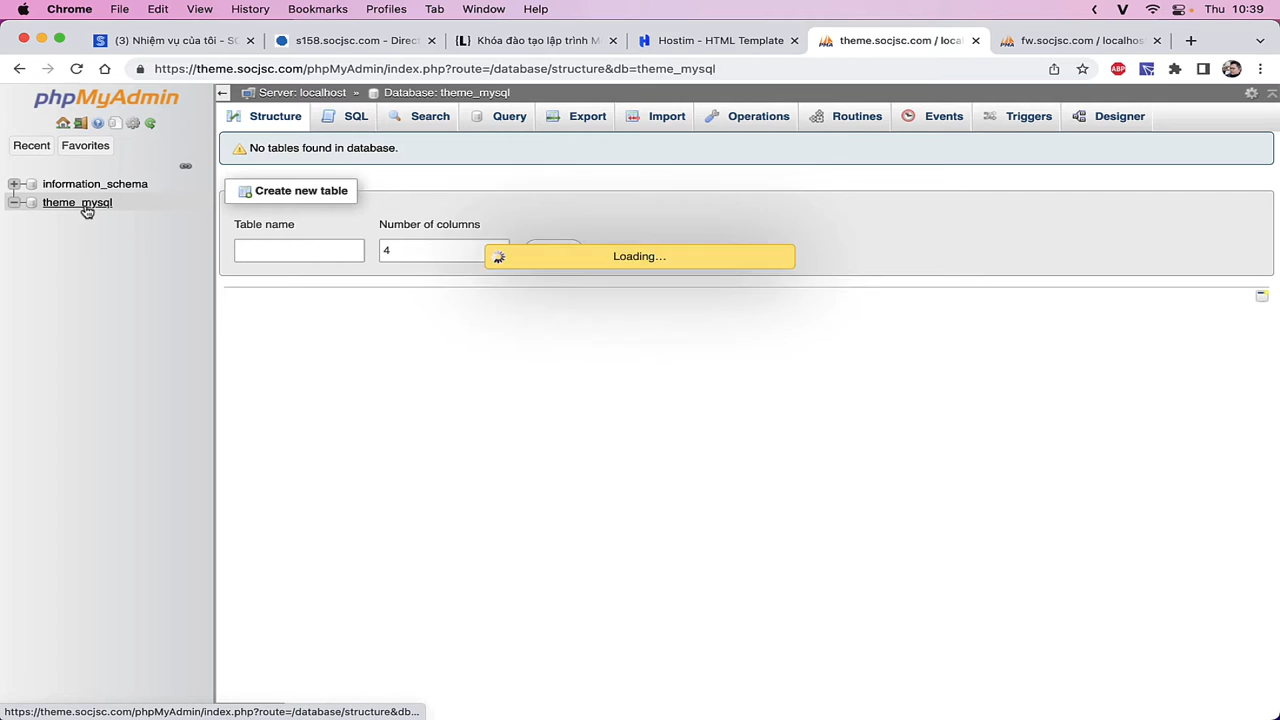 Chrome File Edit View History Bookmarks Profiles Tab Window Help Thu 10:39
(3) Nhiệm vụ của tôi - SO
s158.socjsc.com - Direct
Khóa đào tạo lập trình M
Hostim - HTML Template
theme.socjsc.com / local
fw.socjsc.com / localhos
https://theme.socjsc.com/phpMyAdmin/index.php?route=/database/structure&db=theme_mysql
ABP
phpMyAdmin
Recent Favorites
information_schema
theme_mysql
Server: localhost » Database: theme_mysql
Structure SQL Search Query Export Import Operations Routines Events Triggers Designer
No tables found in database.
Create new table
Table name Number of columns
4
Loading…
https://theme.socjsc.com/phpMyAdmin/index.php?route=/database/structure&db...